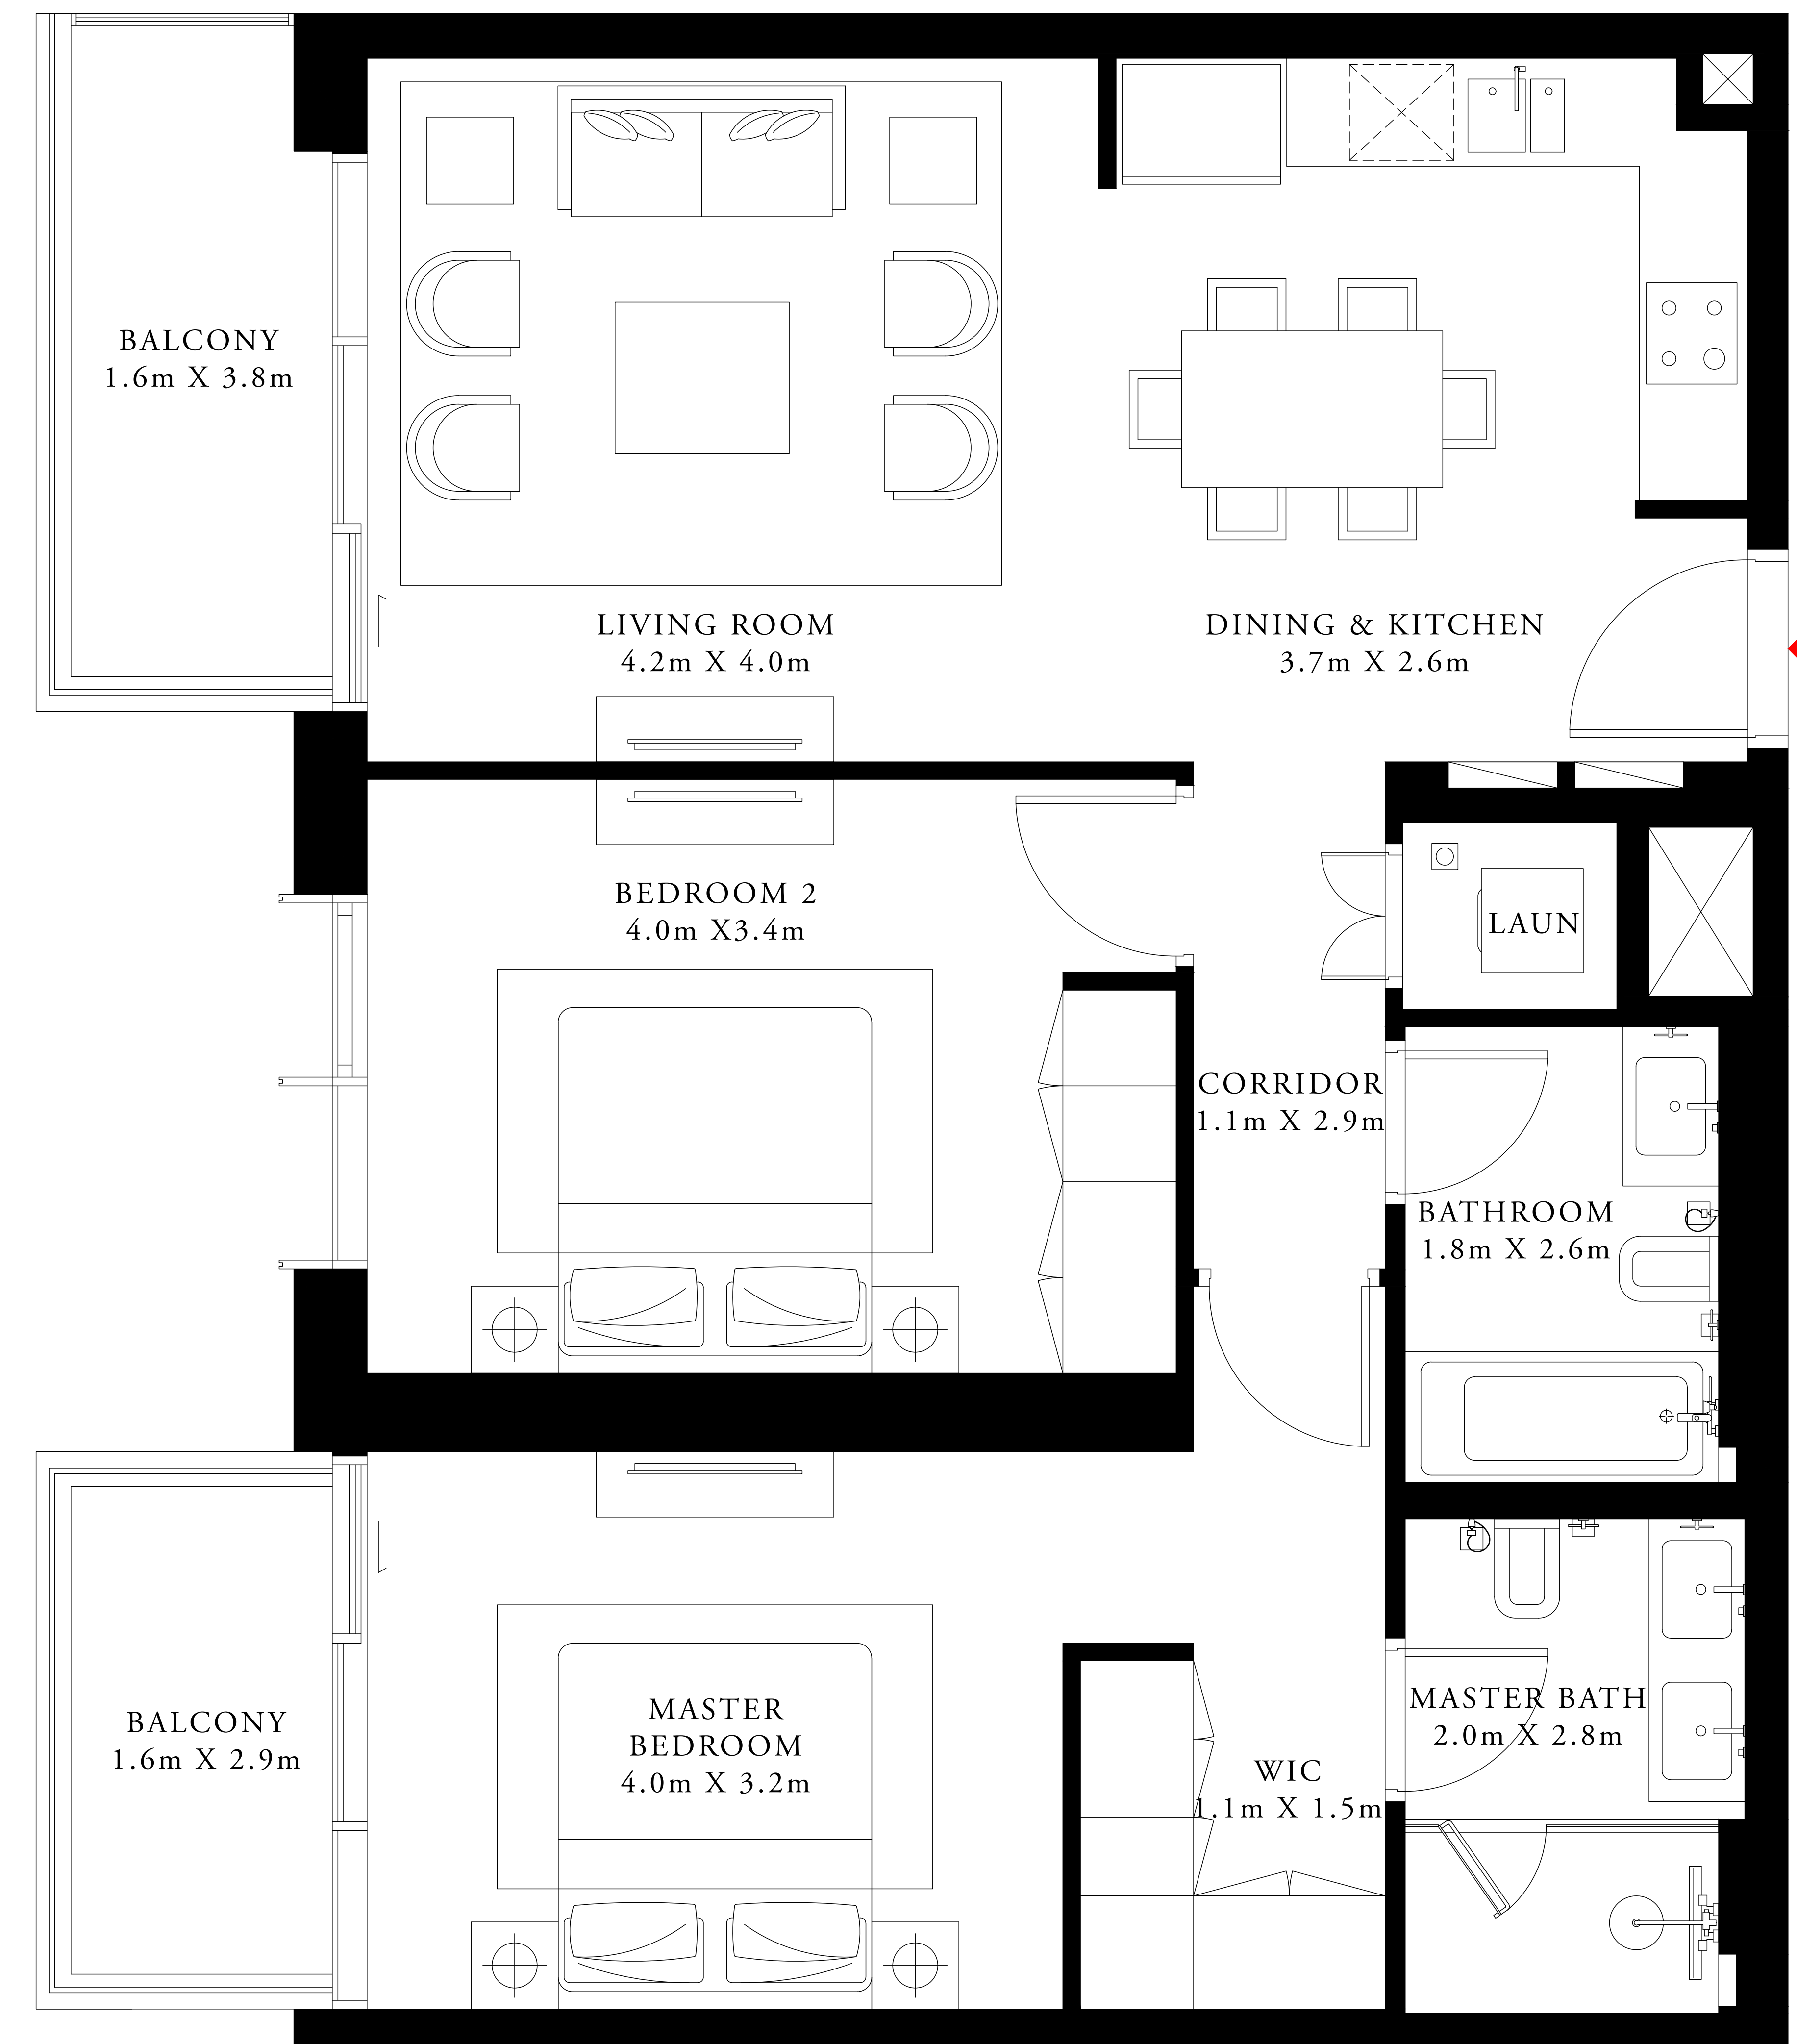 BALCONY
1.6m X 3.8m
LIVING ROOM
4.2m X 4.0m
DINING & KITCHEN
3.7m X 2.6m
BEDROOM 2
4.0m X3.4m
LAUN
CORRIDOR
1.1m X 2.9m
BATHROOM
1.8m X 2.6m
BALCONY
1.6m X 2.9m
MASTER
BEDROOM
4.0m X 3.2m
WIC
1.1m X 1.5m
MASTER BATH
2.0m X 2.8m